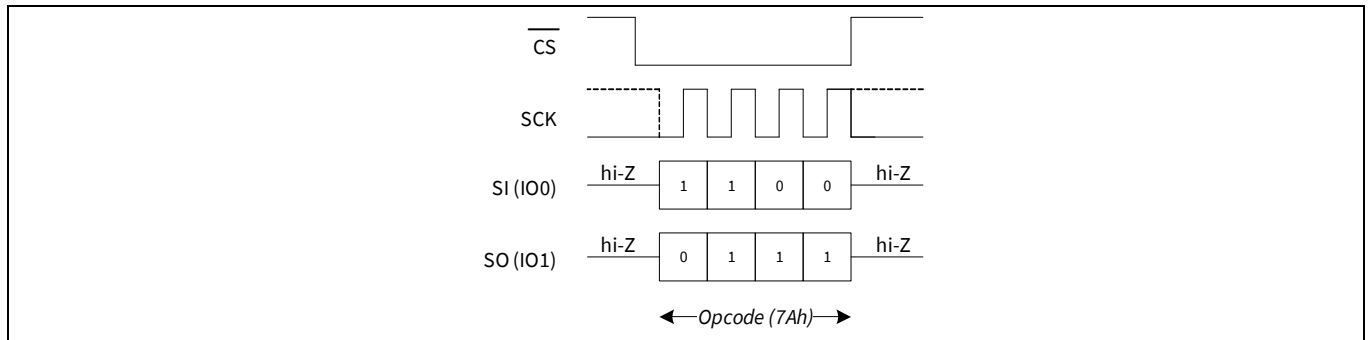 CS
SCK
SI (IO0) hi-Z 1 1 0 0 hi-Z
SO (IO1) hi-Z 0 1 1 1 hi-Z
Opcode (7Ah)